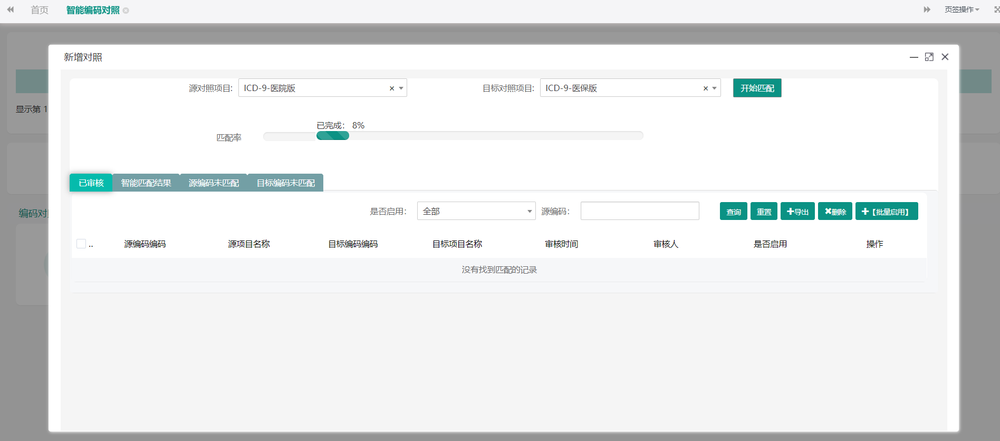 首页 智能编码对照 页签操作
新增对照
源对照项目: ICD-9-医院版 × 目标对照项目: ICD-9-医保版 × 开始匹配
显示第 1
已完成： 8%
匹配率
已审核 智能匹配结果 源编码未匹配 目标编码未匹配
是否启用： 全部 源编码： 查询 重置 导出 删除 【批量启用】
编码对
.. 源编码编码 源项目名称 目标编码编码 目标项目名称 审核时间 审核人 是否启用 操作
没有找到匹配的记录